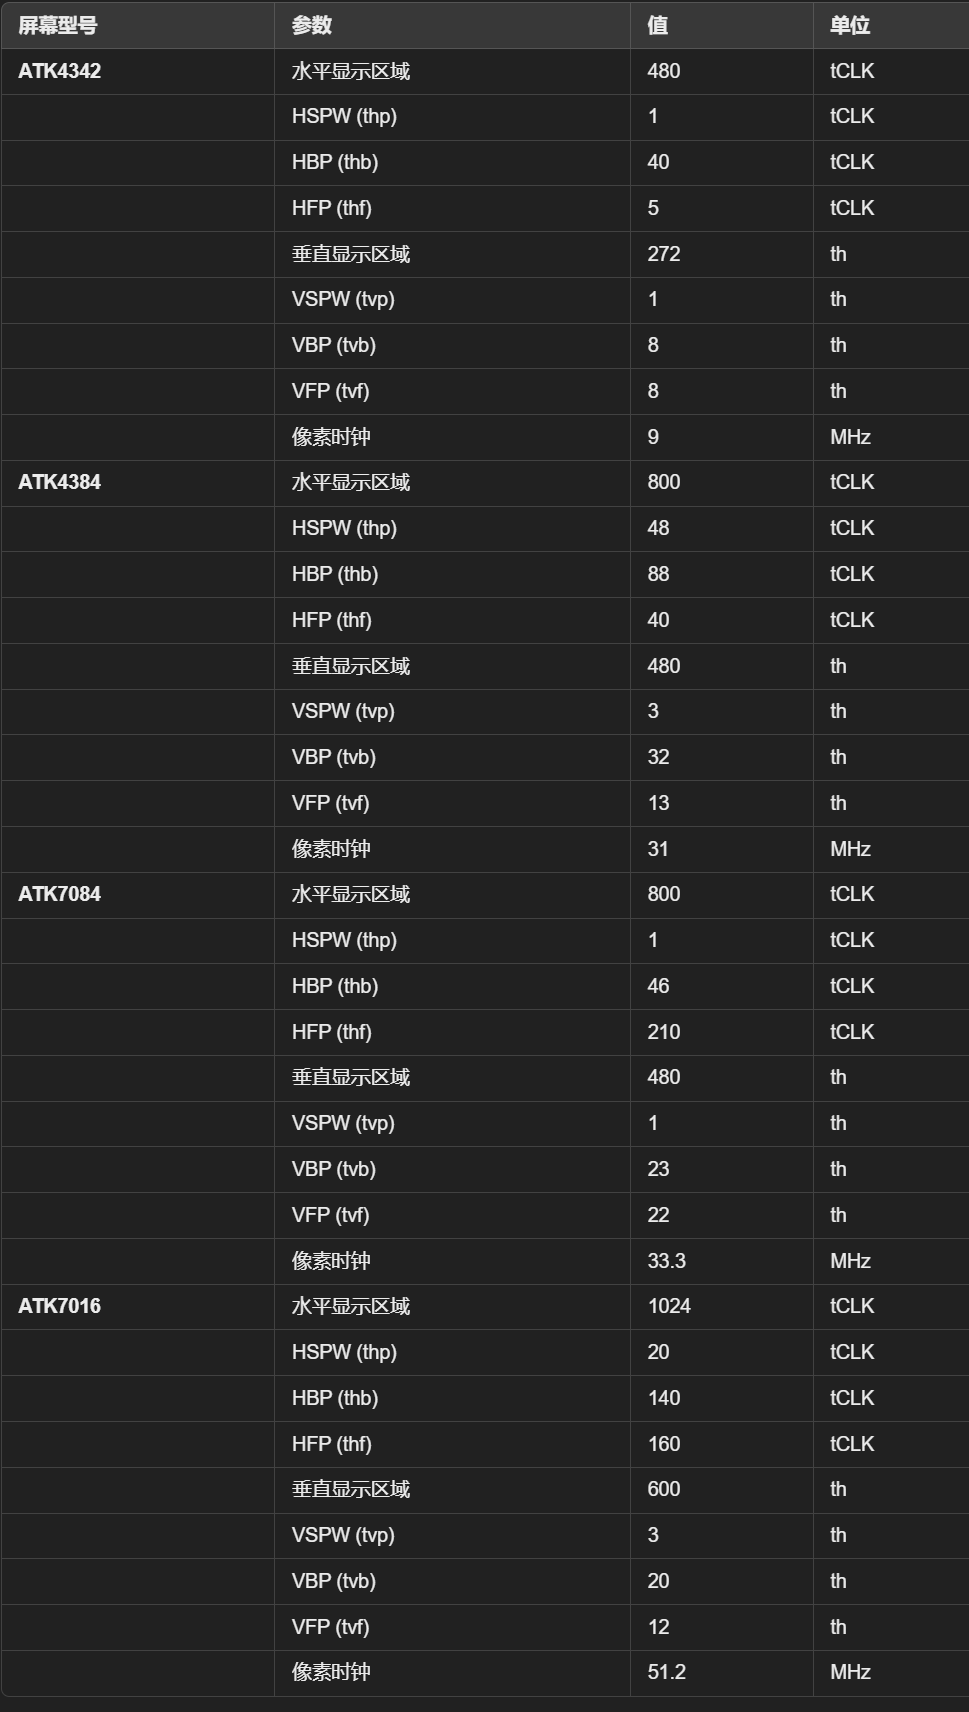 屏幕型号 参数 值 单位
ATK4342 水平显示区域 480 tCLK
HSPW (thp) 1 tCLK
HBP (thb) 40 tCLK
HFP (thf) 5 tCLK
垂直显示区域 272 th
VSPW (tvp) 1 th
VBP (tvb) 8 th
VFP (tvf) 8 th
像素时钟 9 MHz
ATK4384 水平显示区域 800 tCLK
HSPW (thp) 48 tCLK
HBP (thb) 88 tCLK
HFP (thf) 40 tCLK
垂直显示区域 480 th
VSPW (tvp) 3 th
VBP (tvb) 32 th
VFP (tvf) 13 th
像素时钟 31 MHz
ATK7084 水平显示区域 800 tCLK
HSPW (thp) 1 tCLK
HBP (thb) 46 tCLK
HFP (thf) 210 tCLK
垂直显示区域 480 th
VSPW (tvp) 1 th
VBP (tvb) 23 th
VFP (tvf) 22 th
像素时钟 33.3 MHz
ATK7016 水平显示区域 1024 tCLK
HSPW (thp) 20 tCLK
HBP (thb) 140 tCLK
HFP (thf) 160 tCLK
垂直显示区域 600 th
VSPW (tvp) 3 th
VBP (tvb) 20 th
VFP (tvf) 12 th
像素时钟 51.2 MHz